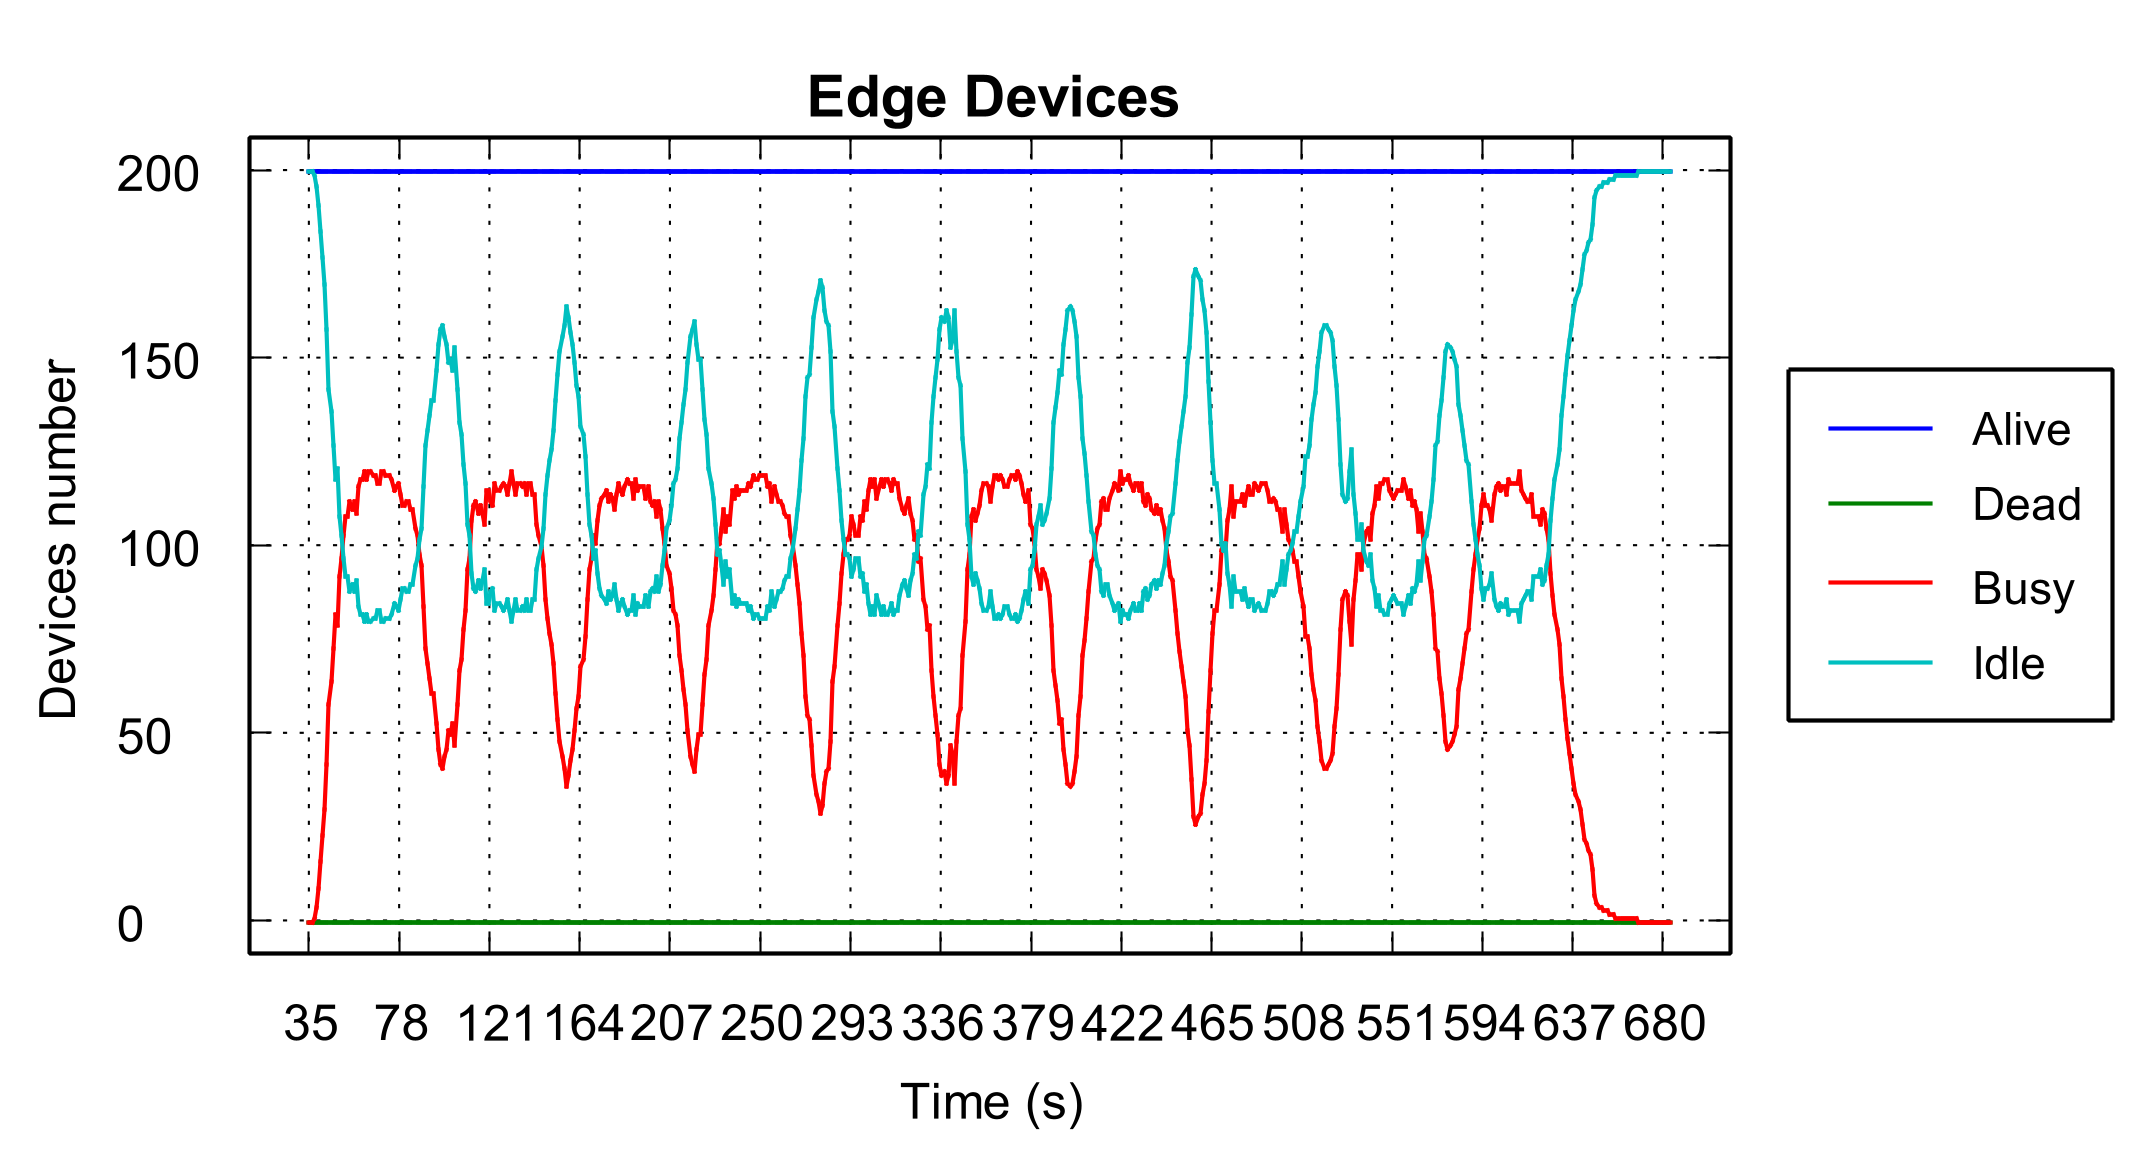 Edge Devices
200
150
100
50
0
Devices number
35 78 121 164 207 250 293 336 379 422 465 508 551 594 637 680
Time (s)
Alive
Dead
Busy
Idle